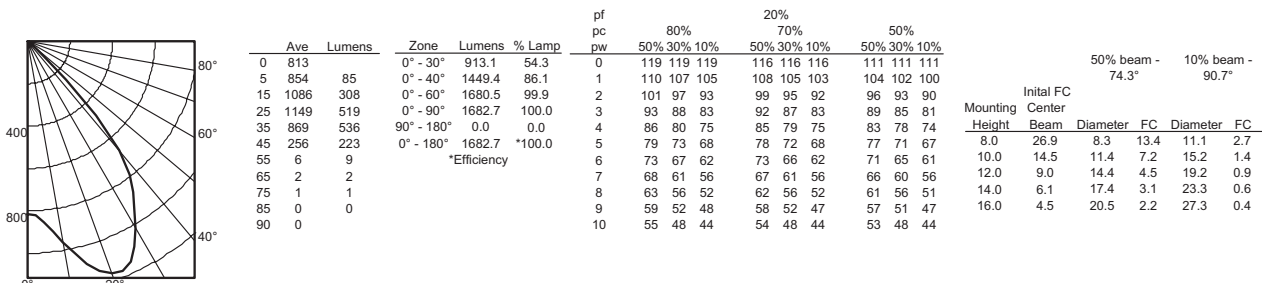 80°
60°
40°
400
800
0° 20°
Ave Lumens
0 813
5 854 85
15 1086 308
25 1149 519
35 869 536
45 256 223
55 6 9
65 2 2
75 1 1
85 0 0
90 0
Zone Lumens % Lamp
0° - 30° 913.1 54.3
0° - 40° 1449.4 86.1
0° - 60° 1680.5 99.9
0° - 90° 1682.7 100.0
90° - 180° 0.0 0.0
0° - 180° 1682.7 *100.0
*Efficiency
pf 20%
pc 80% 70% 50%
pw 50% 30% 10% 50% 30% 10% 50% 30% 10%
0 119 119 119 116 116 116 111 111 111
1 110 107 105 108 105 103 104 102 100
2 101 97 93 99 95 92 96 93 90
3 93 88 83 92 87 83 89 85 81
4 86 80 75 85 79 75 83 78 74
5 79 73 68 78 72 68 77 71 67
6 73 67 62 73 66 62 71 65 61
7 68 61 56 67 61 56 66 60 56
8 63 56 52 62 56 52 61 56 51
9 59 52 48 58 52 47 57 51 47
10 55 48 44 54 48 44 53 48 44
50% beam - 10% beam -
74.3° 90.7°
Inital FC
Mounting Center
Height Beam Diameter FC Diameter FC
8.0 26.9 8.3 13.4 11.1 2.7
10.0 14.5 11.4 7.2 15.2 1.4
12.0 9.0 14.4 4.5 19.2 0.9
14.0 6.1 17.4 3.1 23.3 0.6
16.0 4.5 20.5 2.2 27.3 0.4